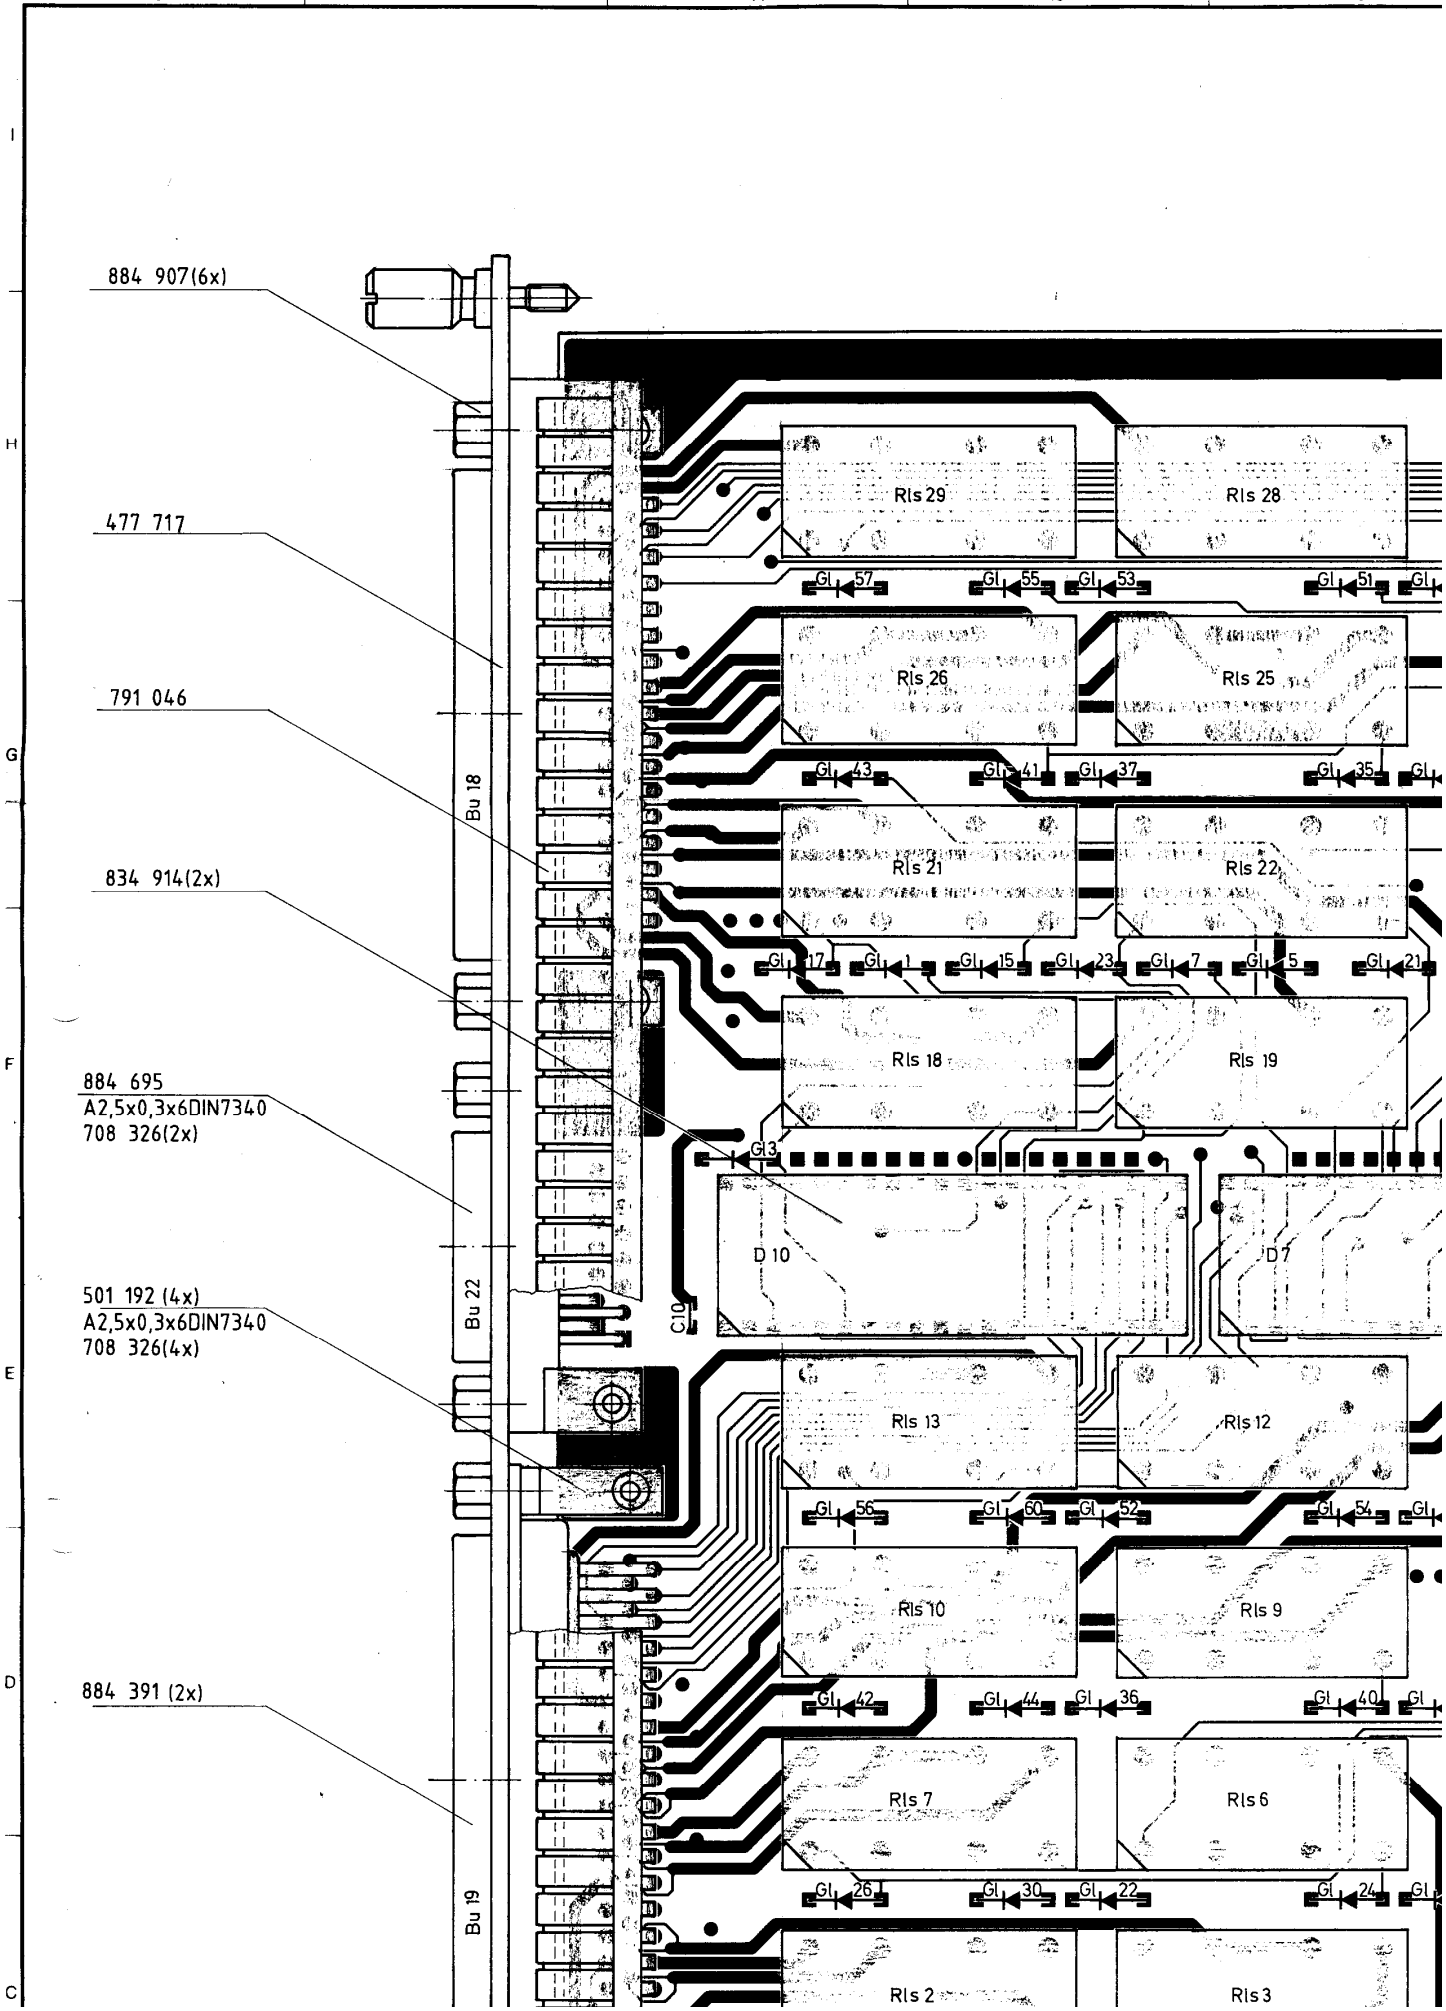 I
884 907(6x)
H
Rls 29
Rls 28
477 717
Gl 57
Gl 55
Gl 53
Gl 51
Gl
Rls 26
Rls 25
791 046
G
Gl 43
Gl 41
Gl 37
Gl 35
Gl
Bu 18
Rls 21
Rls 22
834 914(2x)
Gl 17
Gl 1
Gl 15
Gl 23
Gl 7
Gl 5
Gl 21
F
Rls 18
Rls 19
884 695
A2,5x0,3x6DIN7340
708 326(2x)
Gl3
D 10
D7
501 192 (4x)
A2,5x0,3x6DIN7340
708 326(4x)
Bu 22
C10
E
Rls 13
Rls 12
Gl 56
Gl 60
Gl 52
Gl 54
Gl
Rls 10
Rls 9
D
884 391 (2x)
Gl 42
Gl 44
Gl 36
Gl 40
Gl
Rls 7
Rls 6
Gl 26
Gl 30
Gl 22
Gl 24
Gl
Bu 19
C
Rls 2
Rls 3